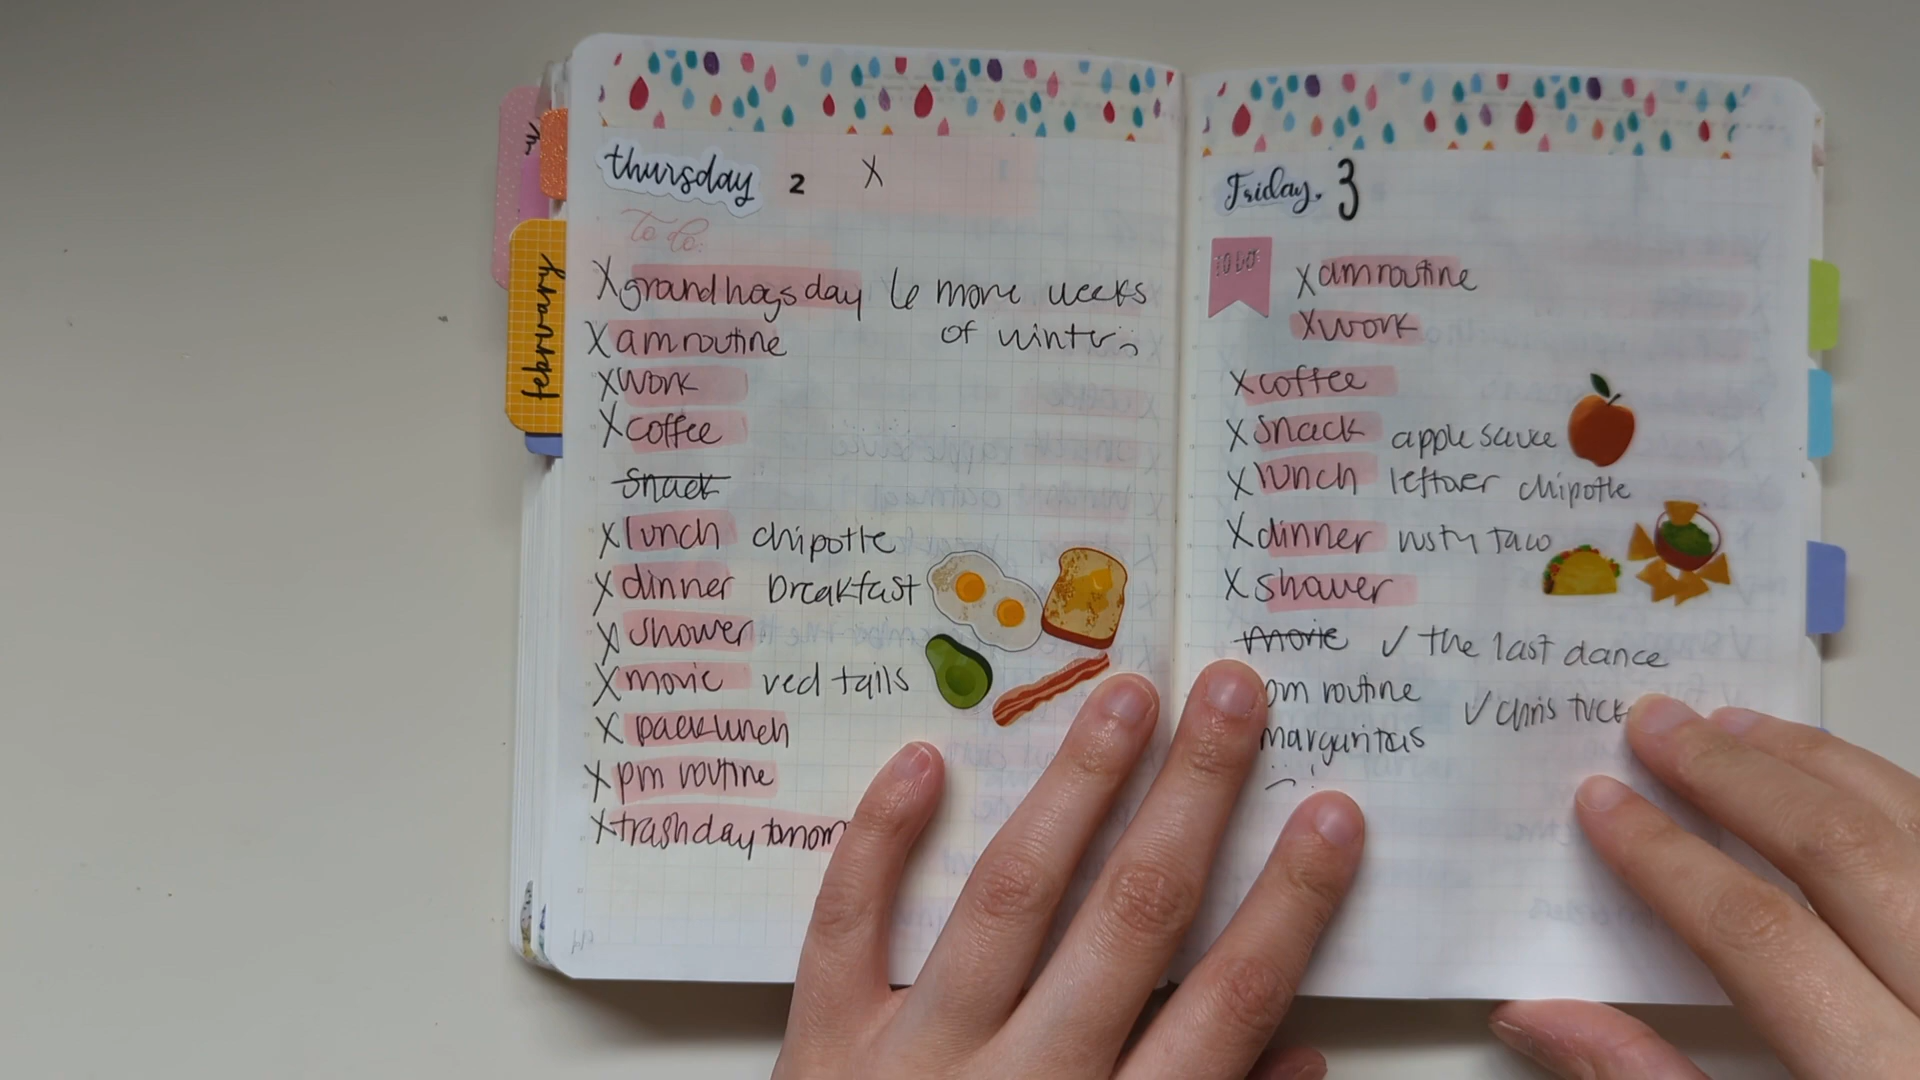 february
thursday 2 X
To do:
X grandhogs day 6 more weeks
of winter
X am routine
X work
X coffee
snack
X lunch chipotte
X dinner breakfast
X shower
X movie red tails
X pack lunch
X pm routine
X trash day tomorr
Friday. 3
TO DO
X am routine
X work
X coffee
X snack apple sauce
X lunch leftover chipotle
X dinner taco
X shower
movie ✓ the last dance
pm routine
✓ chris tuck
margaritas